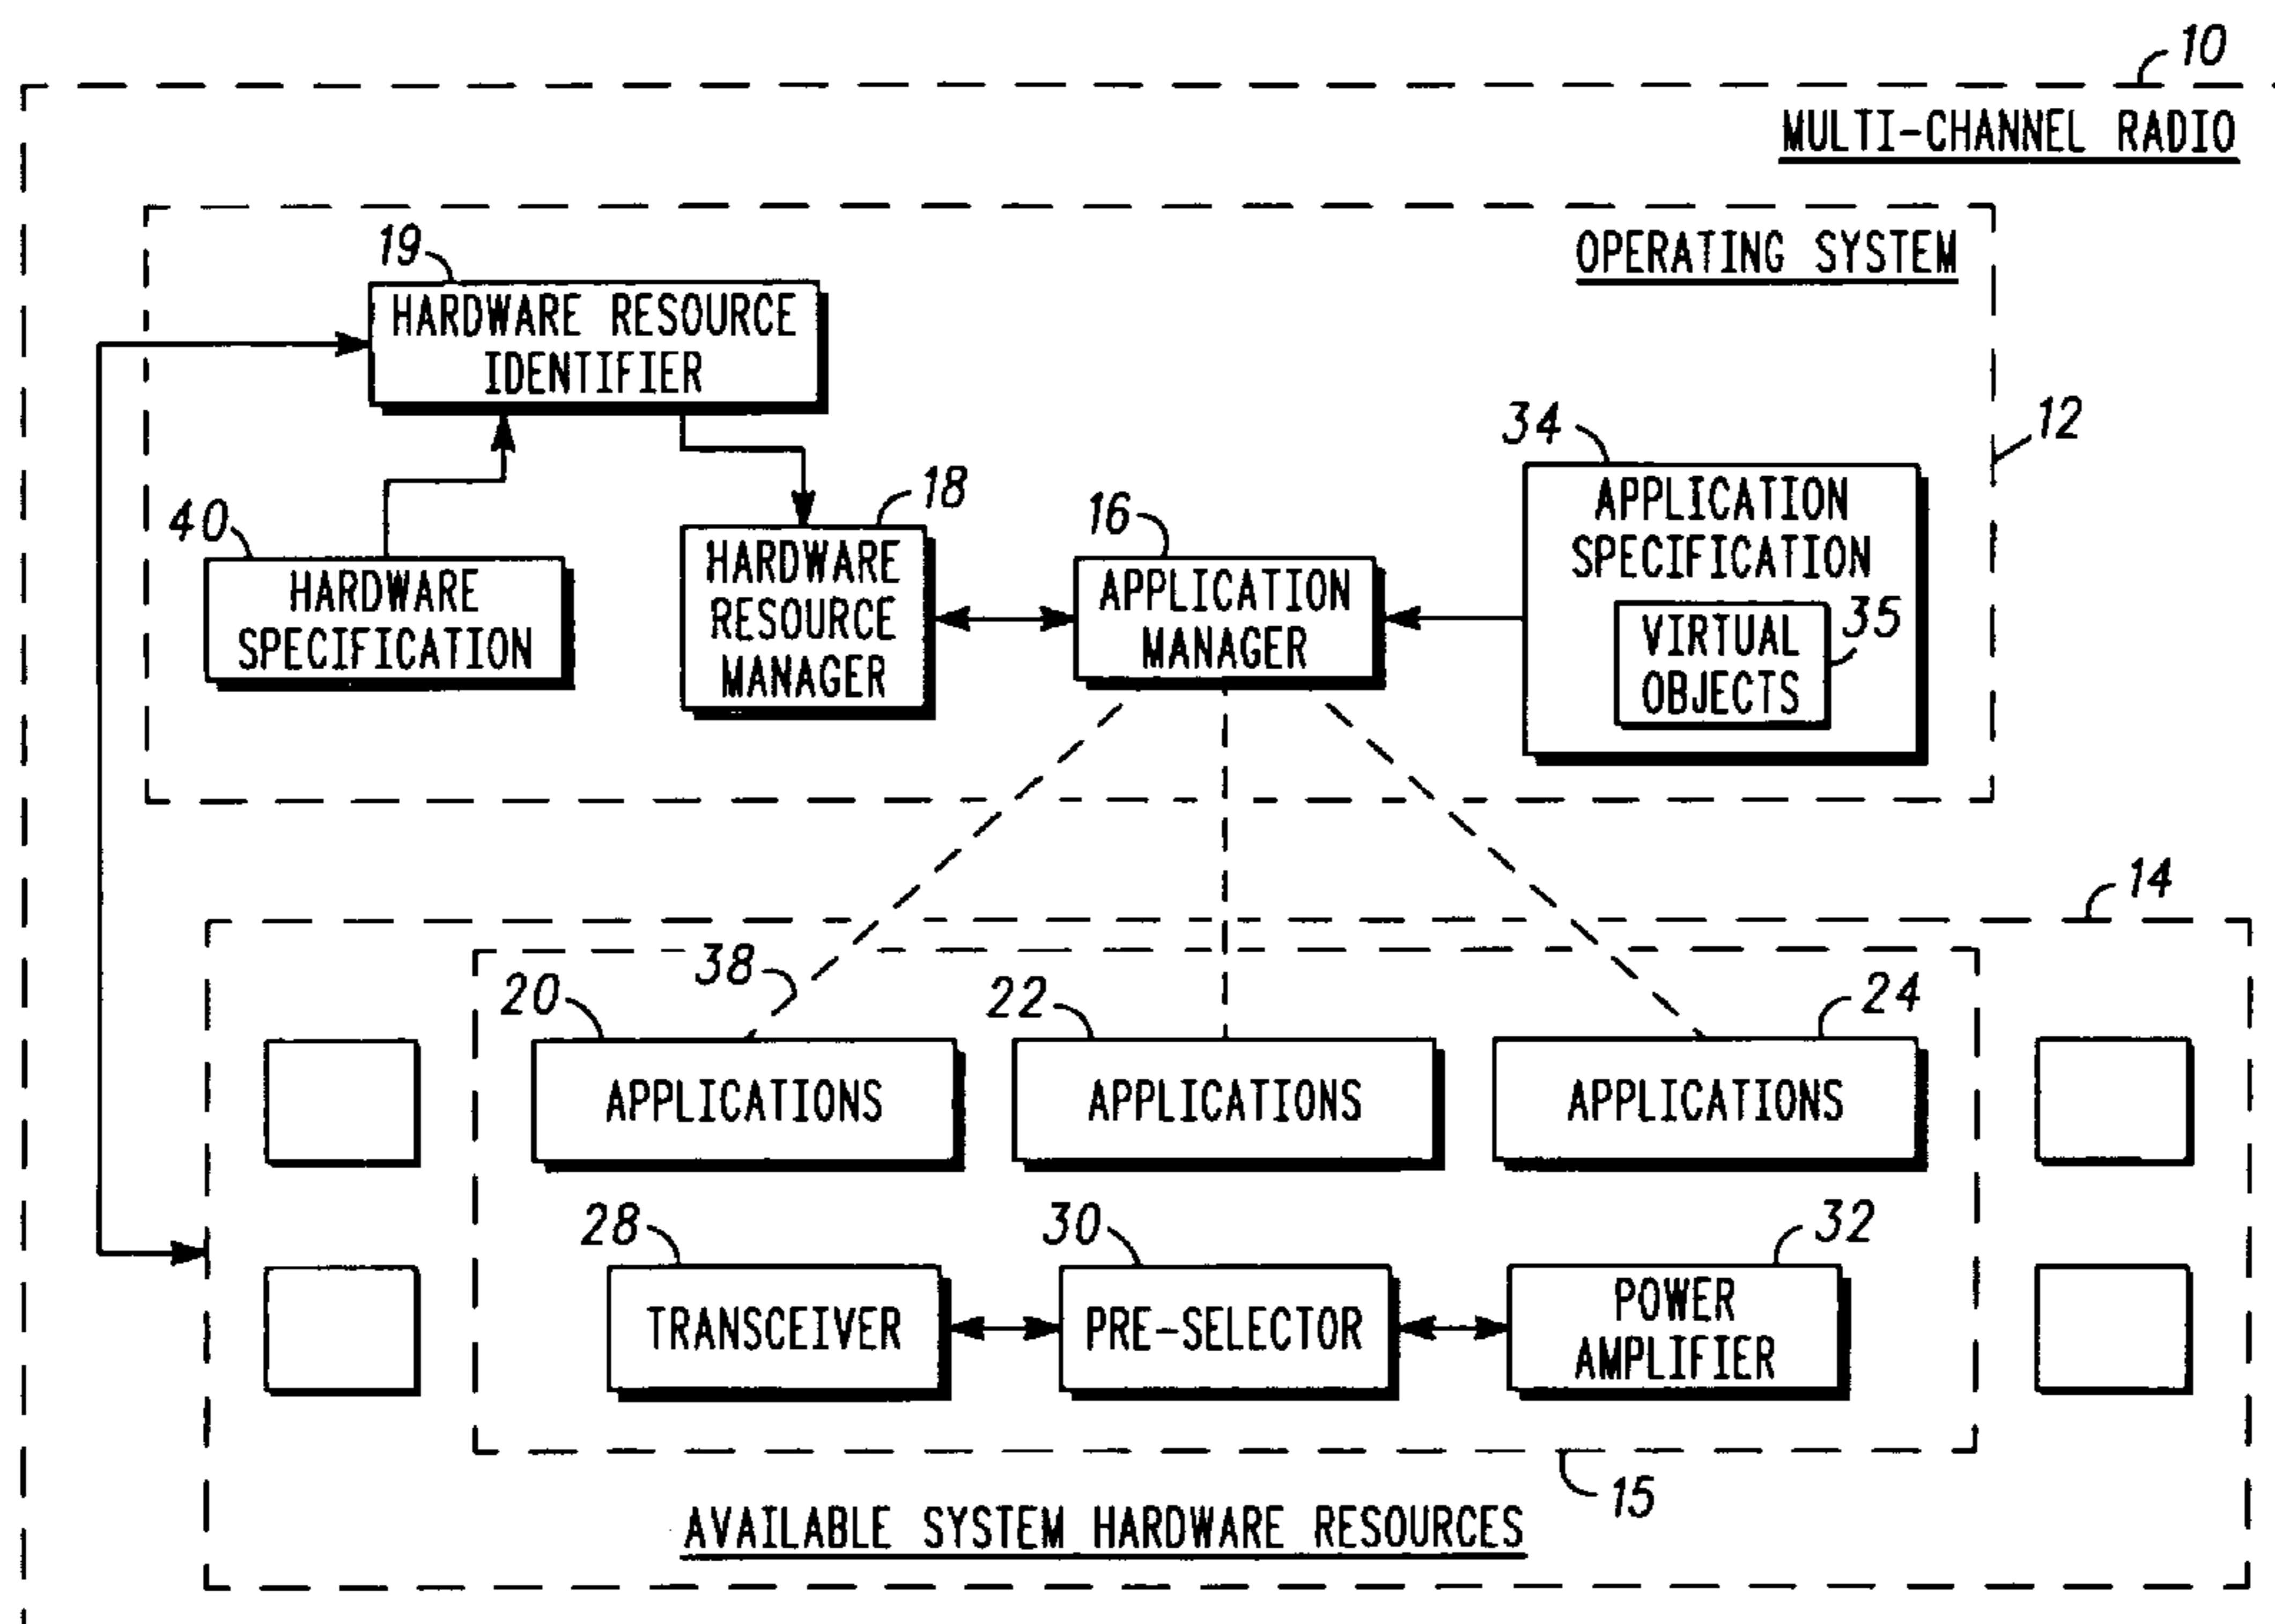 10
MULTI-CHANNEL RADIO
OPERATING SYSTEM
19
HARDWARE RESOURCE
IDENTIFIER
12
34
APPLICATION
SPECIFICATION
35
VIRTUAL
OBJECTS
40
HARDWARE
SPECIFICATION
18
HARDWARE
RESOURCE
MANAGER
16
APPLICATION
MANAGER
14
38
20
APPLICATIONS
22
APPLICATIONS
24
APPLICATIONS
28
TRANSCEIVER
30
PRE-SELECTOR
32
POWER
AMPLIFIER
15
AVAILABLE SYSTEM HARDWARE RESOURCES